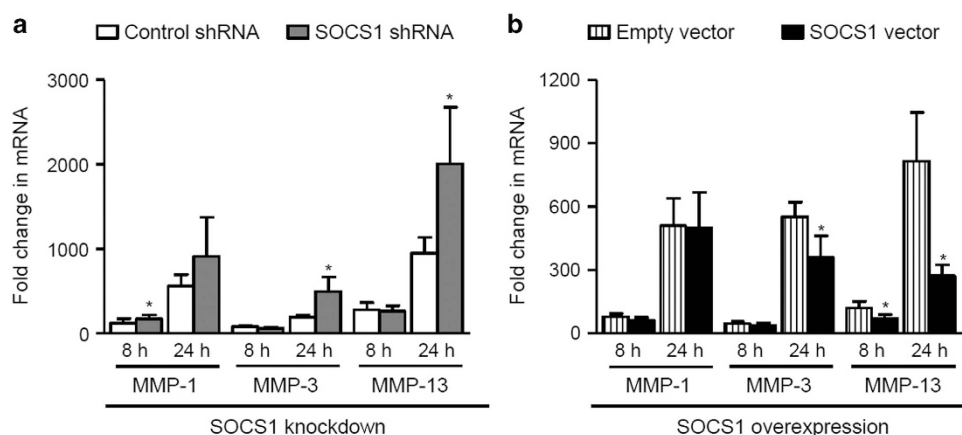 a
Control shRNA SOCS1 shRNA
Fold change in mRNA
3000
2000
1000
0
*
*
*
8 h 24 h 8 h 24 h 8 h 24 h
MMP-1 MMP-3 MMP-13
SOCS1 knockdown
b
Empty vector SOCS1 vector
Fold change in mRNA
1200
900
600
300
0
*
*
*
8 h 24 h 8 h 24 h 8 h 24 h
MMP-1 MMP-3 MMP-13
SOCS1 overexpression